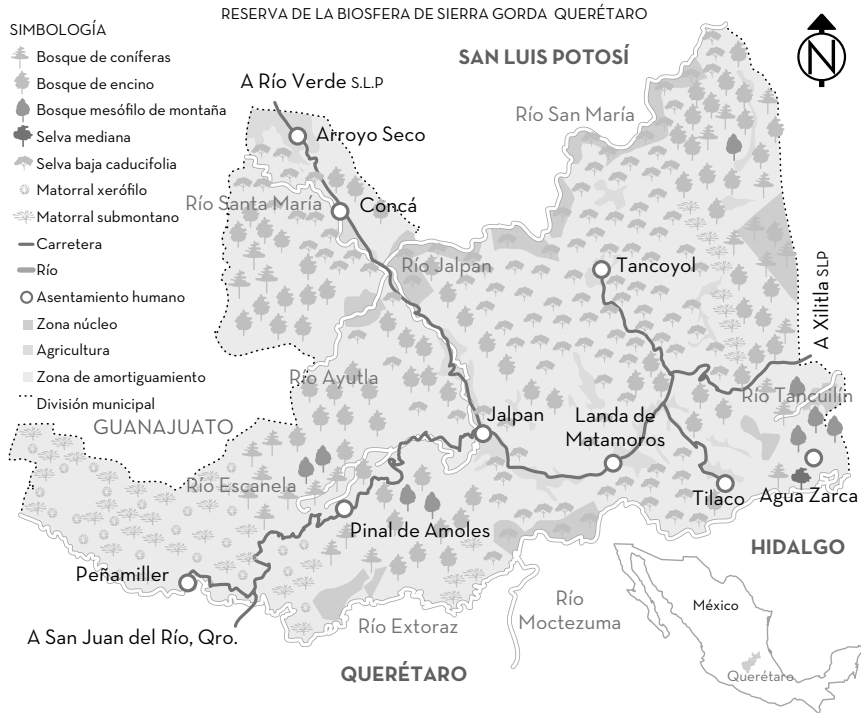 RESERVA DE LA BIOSFERA DE SIERRA GORDA QUERÉTARO
SIMBOLOGÍA
Bosque de coníferas
Bosque de encino
Bosque mesófilo de montaña
Selva mediana
Selva baja caducifolia
Matorral xerófilo
Matorral submontano
Carretera
Río
Asentamiento humano
Zona núcleo
Agricultura
Zona de amortiguamiento
División municipal
SAN LUIS POTOSÍ
N
A Río Verde S.L.P
Río San María
Arroyo Seco
Río Santa María
Concá
Río Jalpan
Tancoyol
A Xilitla SLP
Río Ayutla
Río Tancuilín
GUANAJUATO
Jalpan
Landa de
Matamoros
Río Escanela
Tilaco
Agua Zarca
Pinal de Amoles
HIDALGO
Peñamiller
Río
Moctezuma
México
A San Juan del Río, Qro.
Río Extoraz
QUERÉTARO
Querétaro